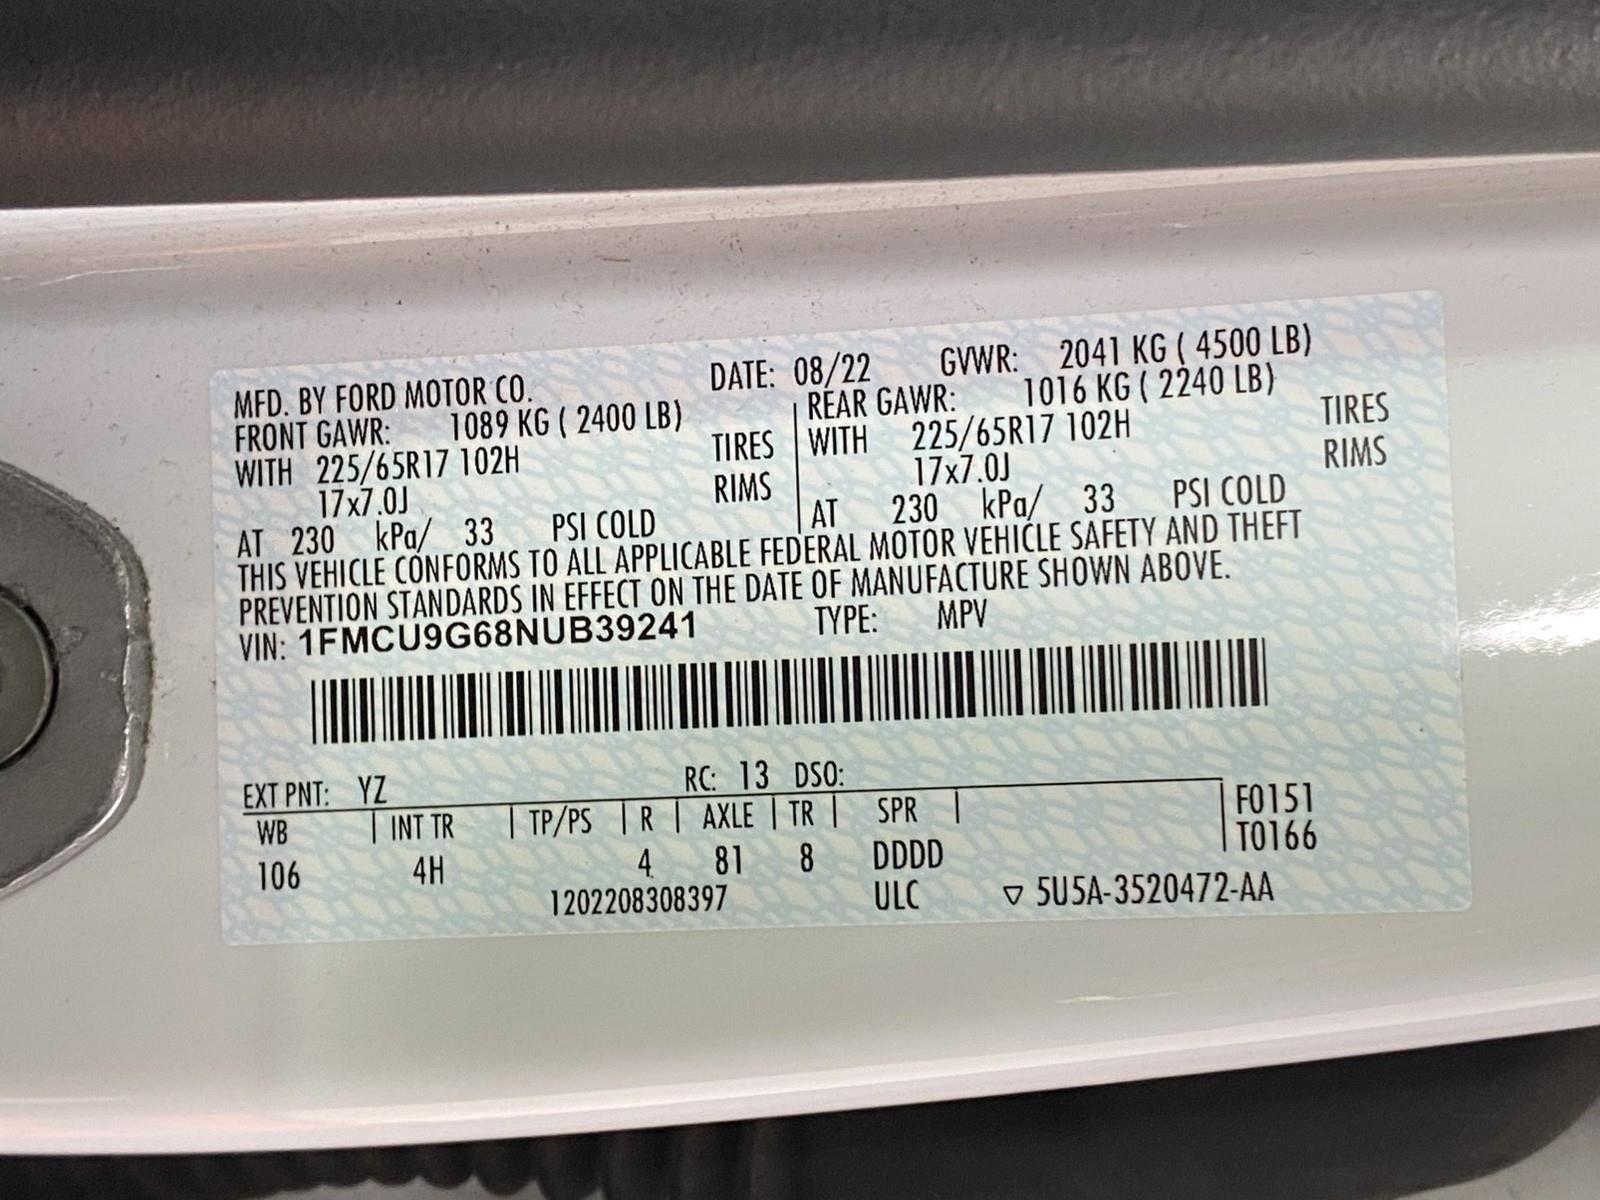 MFD. BY FORD MOTOR CO. DATE: 08/22 GVWR: 2041 KG ( 4500 LB)
FRONT GAWR: 1089 KG ( 2400 LB) REAR GAWR: 1016 KG ( 2240 LB)
WITH 225/65R17 102H TIRES WITH 225/65R17 102H TIRES
17x7.0J RIMS 17x7.0J RIMS
AT 230 kPa/ 33 PSI COLD AT 230 kPa/ 33 PSI COLD
THIS VEHICLE CONFORMS TO ALL APPLICABLE FEDERAL MOTOR VEHICLE SAFETY AND THEFT
PREVENTION STANDARDS IN EFFECT ON THE DATE OF MANUFACTURE SHOWN ABOVE.
VIN: 1FMCU9G68NUB39241 TYPE: MPV
EXT PNT: YZ RC: 13 DSO:
WB INT TR TP/PS R AXLE TR SPR F0151
T0166
106 4H 4 81 8 DDDD
1202208308397 ULC ▽ 5U5A-3520472-AA